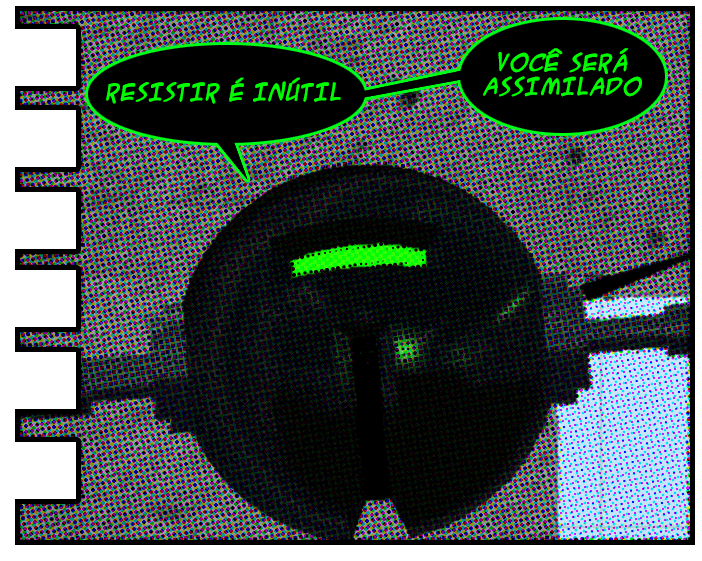 RESISTIR É INÚTIL
VOCÊ SERÁ
ASSIMILADO